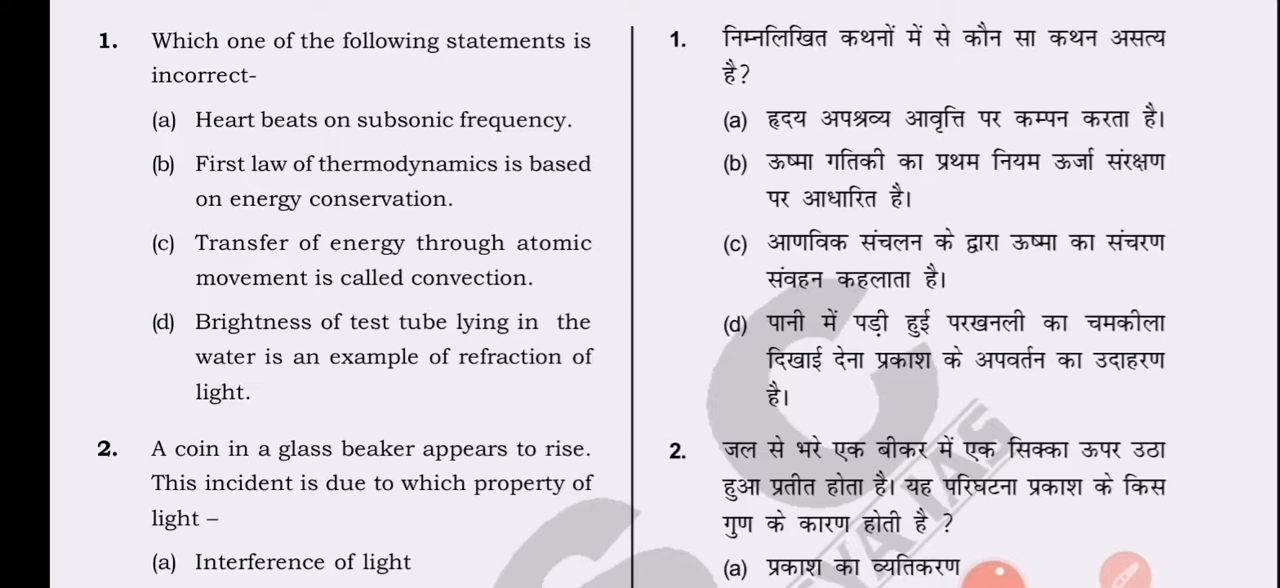 1. Which one of the following statements is
incorrect-
(a) Heart beats on subsonic frequency.
(b) First law of thermodynamics is based
on energy conservation.
(c) Transfer of energy through atomic
movement is called convection.
(d) Brightness of test tube lying in the
water is an example of refraction of
light.
2. A coin in a glass beaker appears to rise.
This incident is due to which property of
light –
(a) Interference of light
1. निम्नलिखित कथनों में से कौन सा कथन असत्य
है?
(a) हृदय अपश्रव्य आवृत्ति पर कम्पन करता है।
(b) ऊष्मा गतिकी का प्रथम नियम ऊर्जा संरक्षण
पर आधारित है।
(c) आणविक संचलन के द्वारा ऊष्मा का संचरण
संवहन कहलाता है।
(d) पानी में पड़ी हुई परखनली का चमकीला
दिखाई देना प्रकाश के अपवर्तन का उदाहरण
है।
2. जल से भरे एक बीकर में एक सिक्का ऊपर उठा
हुआ प्रतीत होता है। यह परिघटना प्रकाश के किस
गुण के कारण होती है ?
(a) प्रकाश का व्यतिकरण